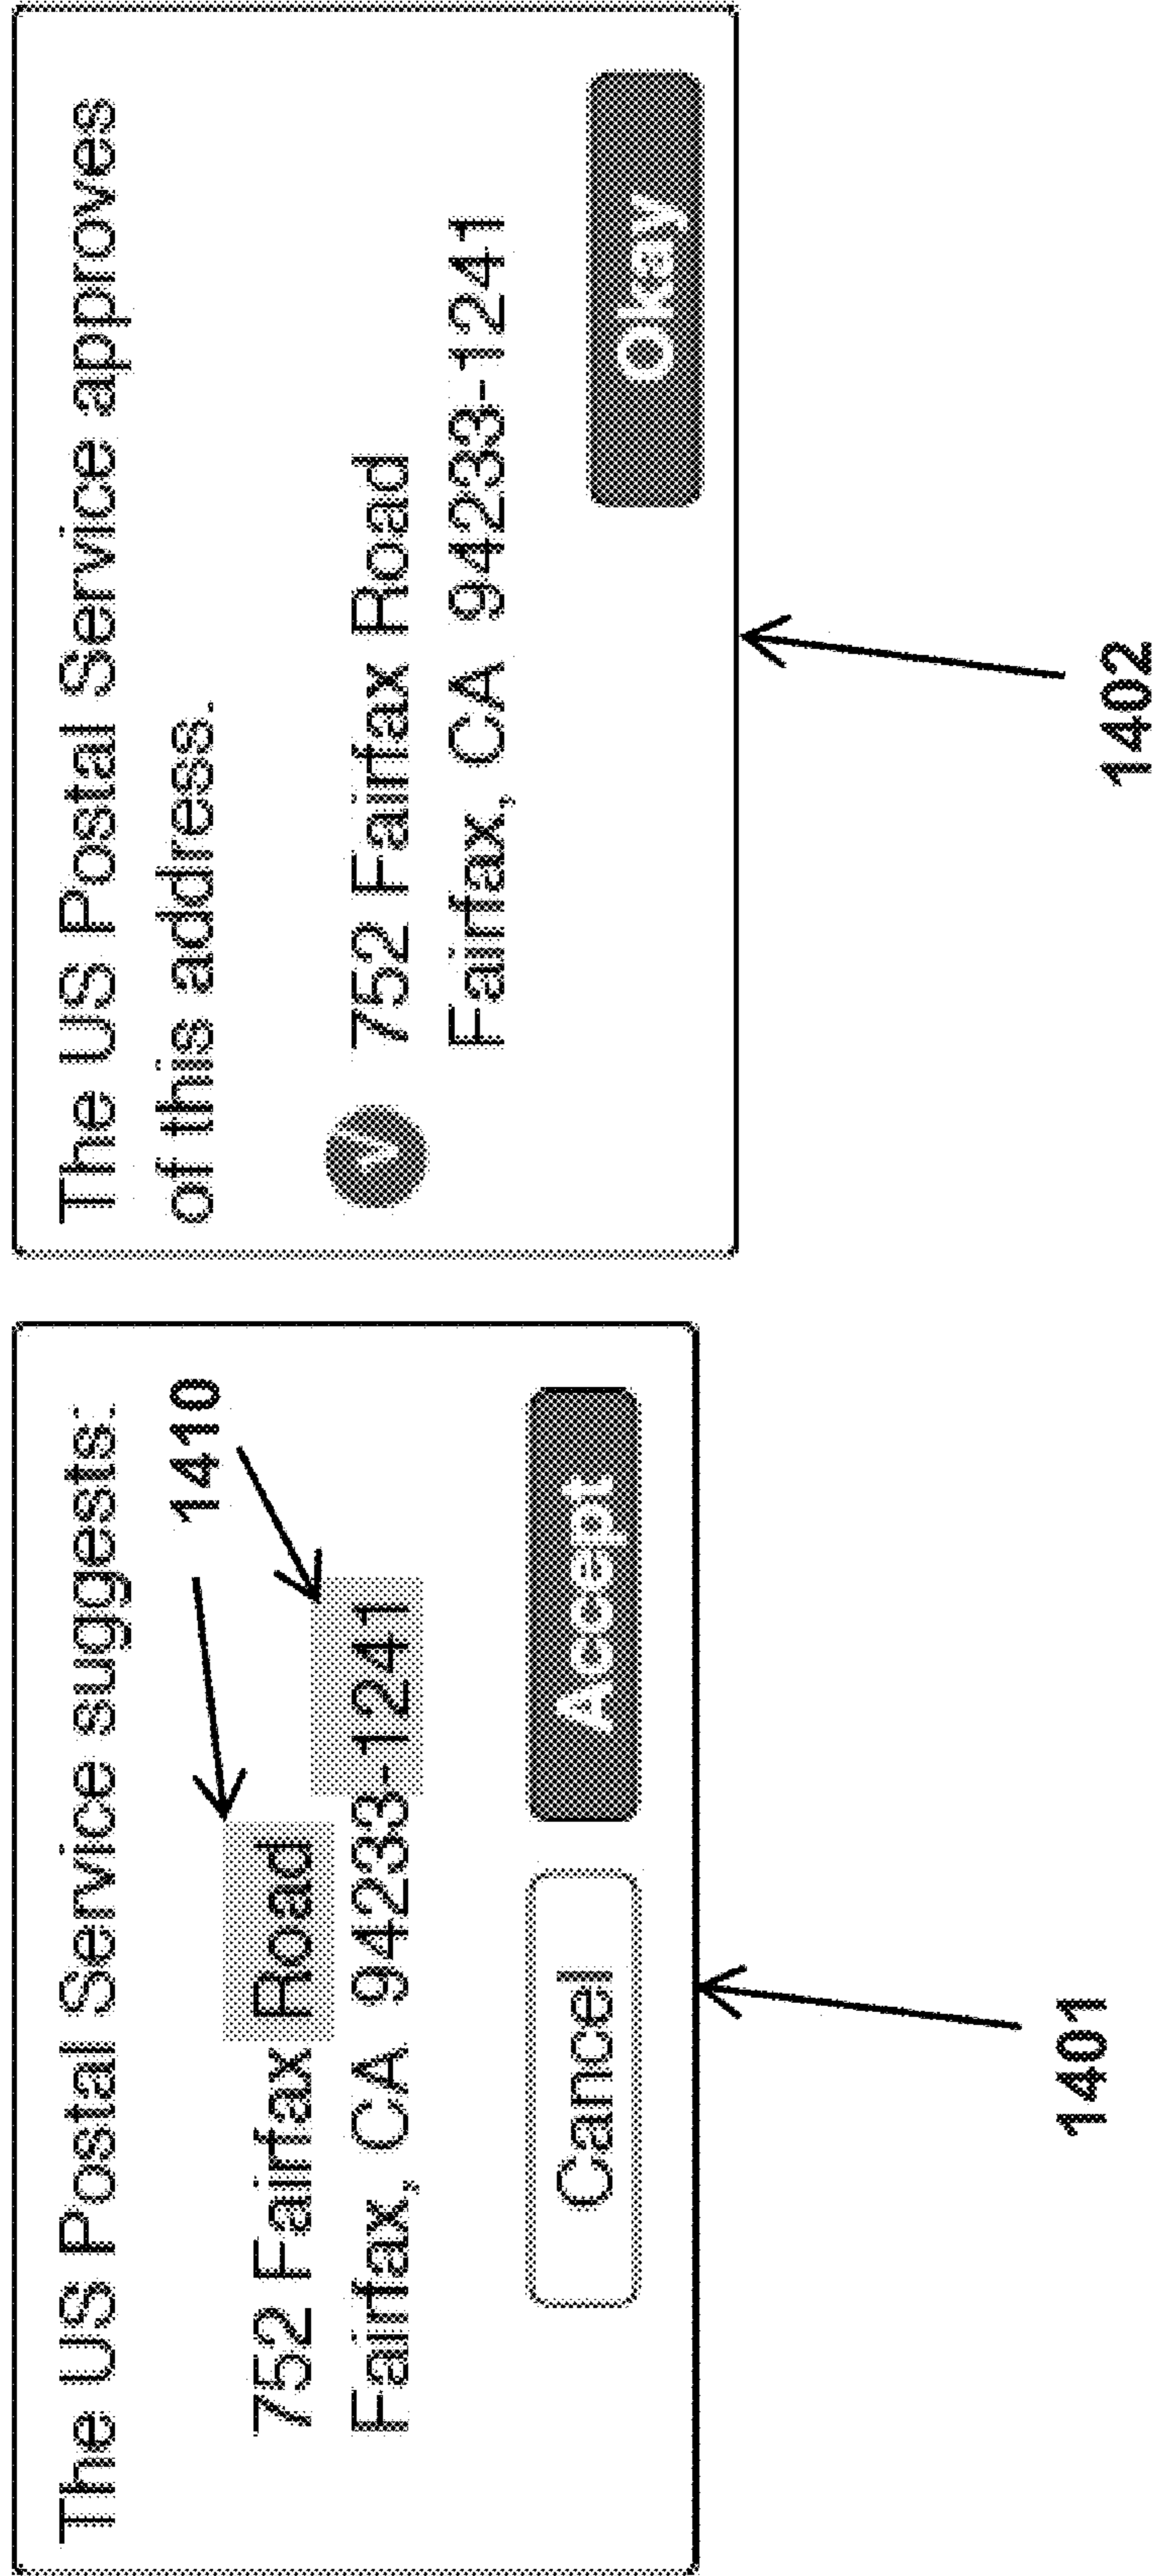 The US Postal Service suggests:
1410
752 Fairfax Road
Fairfax, CA 94233-1241
Cancel
Accept
1401
The US Postal Service approves
of this address.
V
752 Fairfax Road
Fairfax, CA 94233-1241
Okay
1402